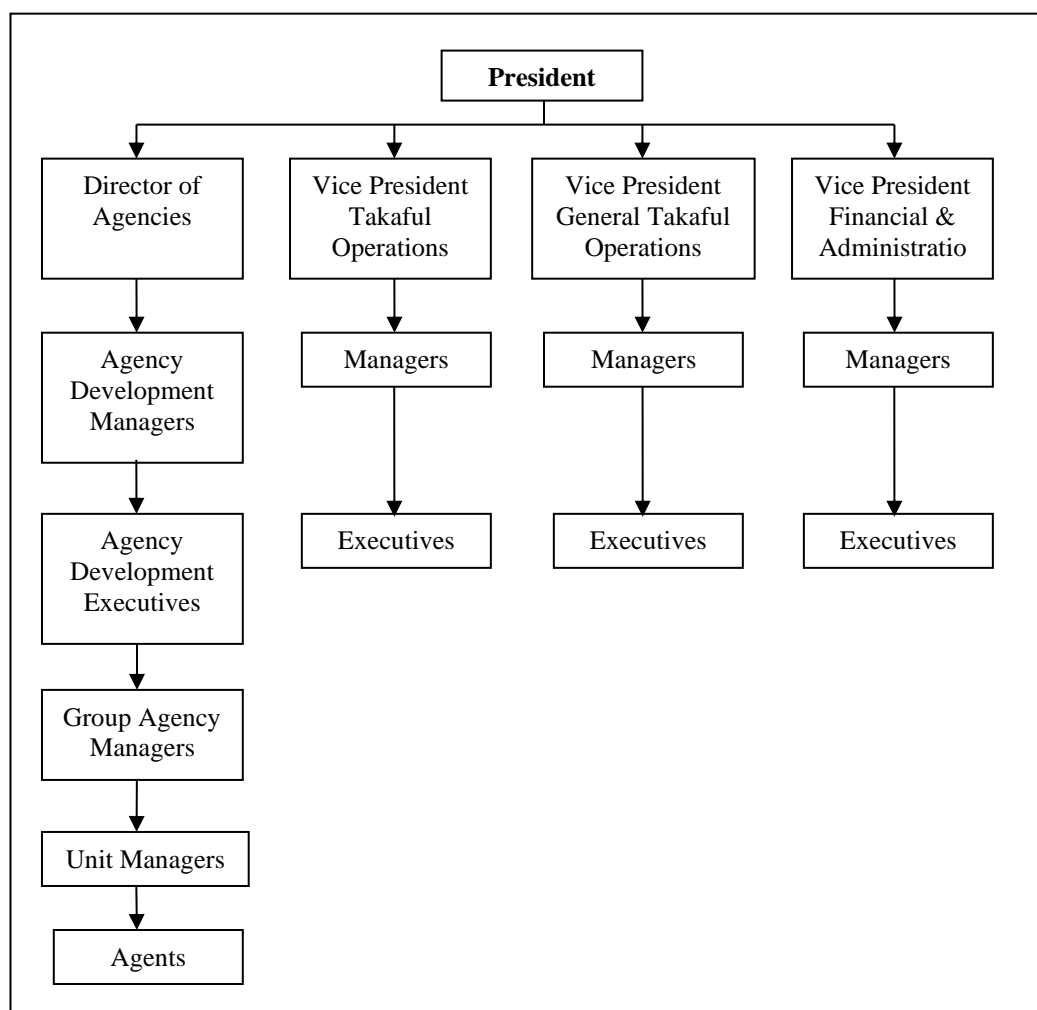 President
Director of
Agencies
Vice President
Takaful
Operations
Vice President
General Takaful
Operations
Vice President
Financial &
Administratio
Agency
Development
Managers
Managers
Managers
Managers
Agency
Development
Executives
Executives
Executives
Executives
Group Agency
Managers
Unit Managers
Agents